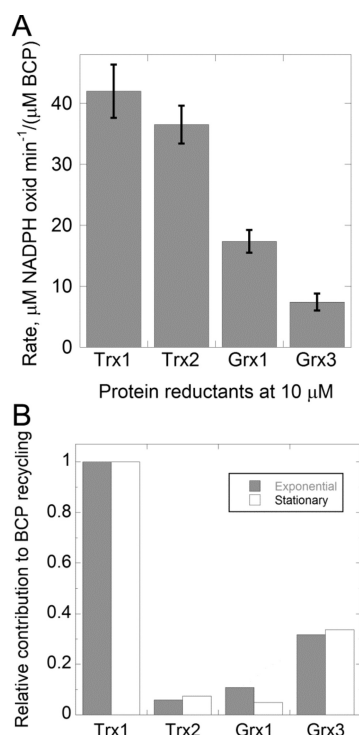 A
Rate, μM NADPH oxid min⁻¹/(μM BCP)
40
30
20
10
0
Trx1 Trx2 Grx1 Grx3
Protein reductants at 10 μM
B
Relative contribution to BCP recycling
1
0.8
0.6
0.4
0.2
0
Exponential
Stationary
Trx1 Trx2 Grx1 Grx3